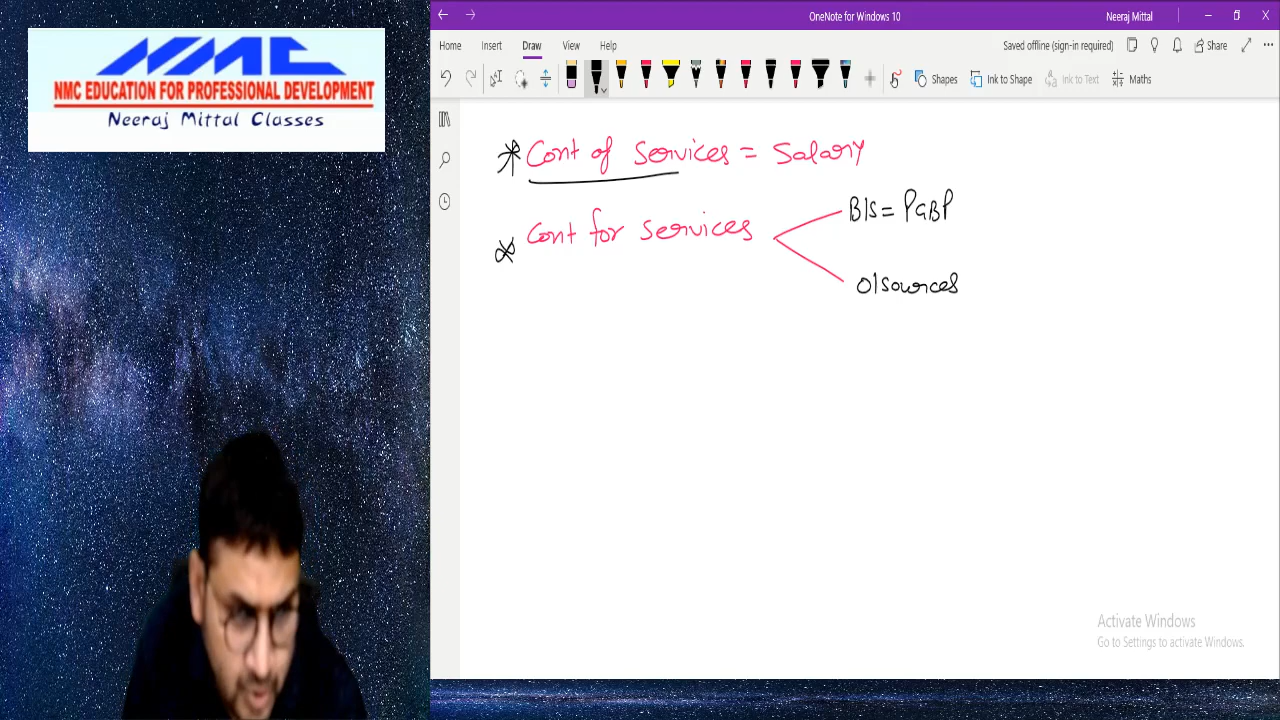 NMC
NMC EDUCATION FOR PROFESSIONAL DEVELOPMENT
Neeraj Mittal Classes
OneNote for Windows 10
Neeraj Mittal
Home Insert Draw View Help
Saved offline (sign-in required)
Share
Shapes Ink to Shape Ink to Text Maths
Cont of Services = Salary
B/S = PGBP
Cont for services
O/Sources
Activate Windows
Go to Settings to activate Windows.